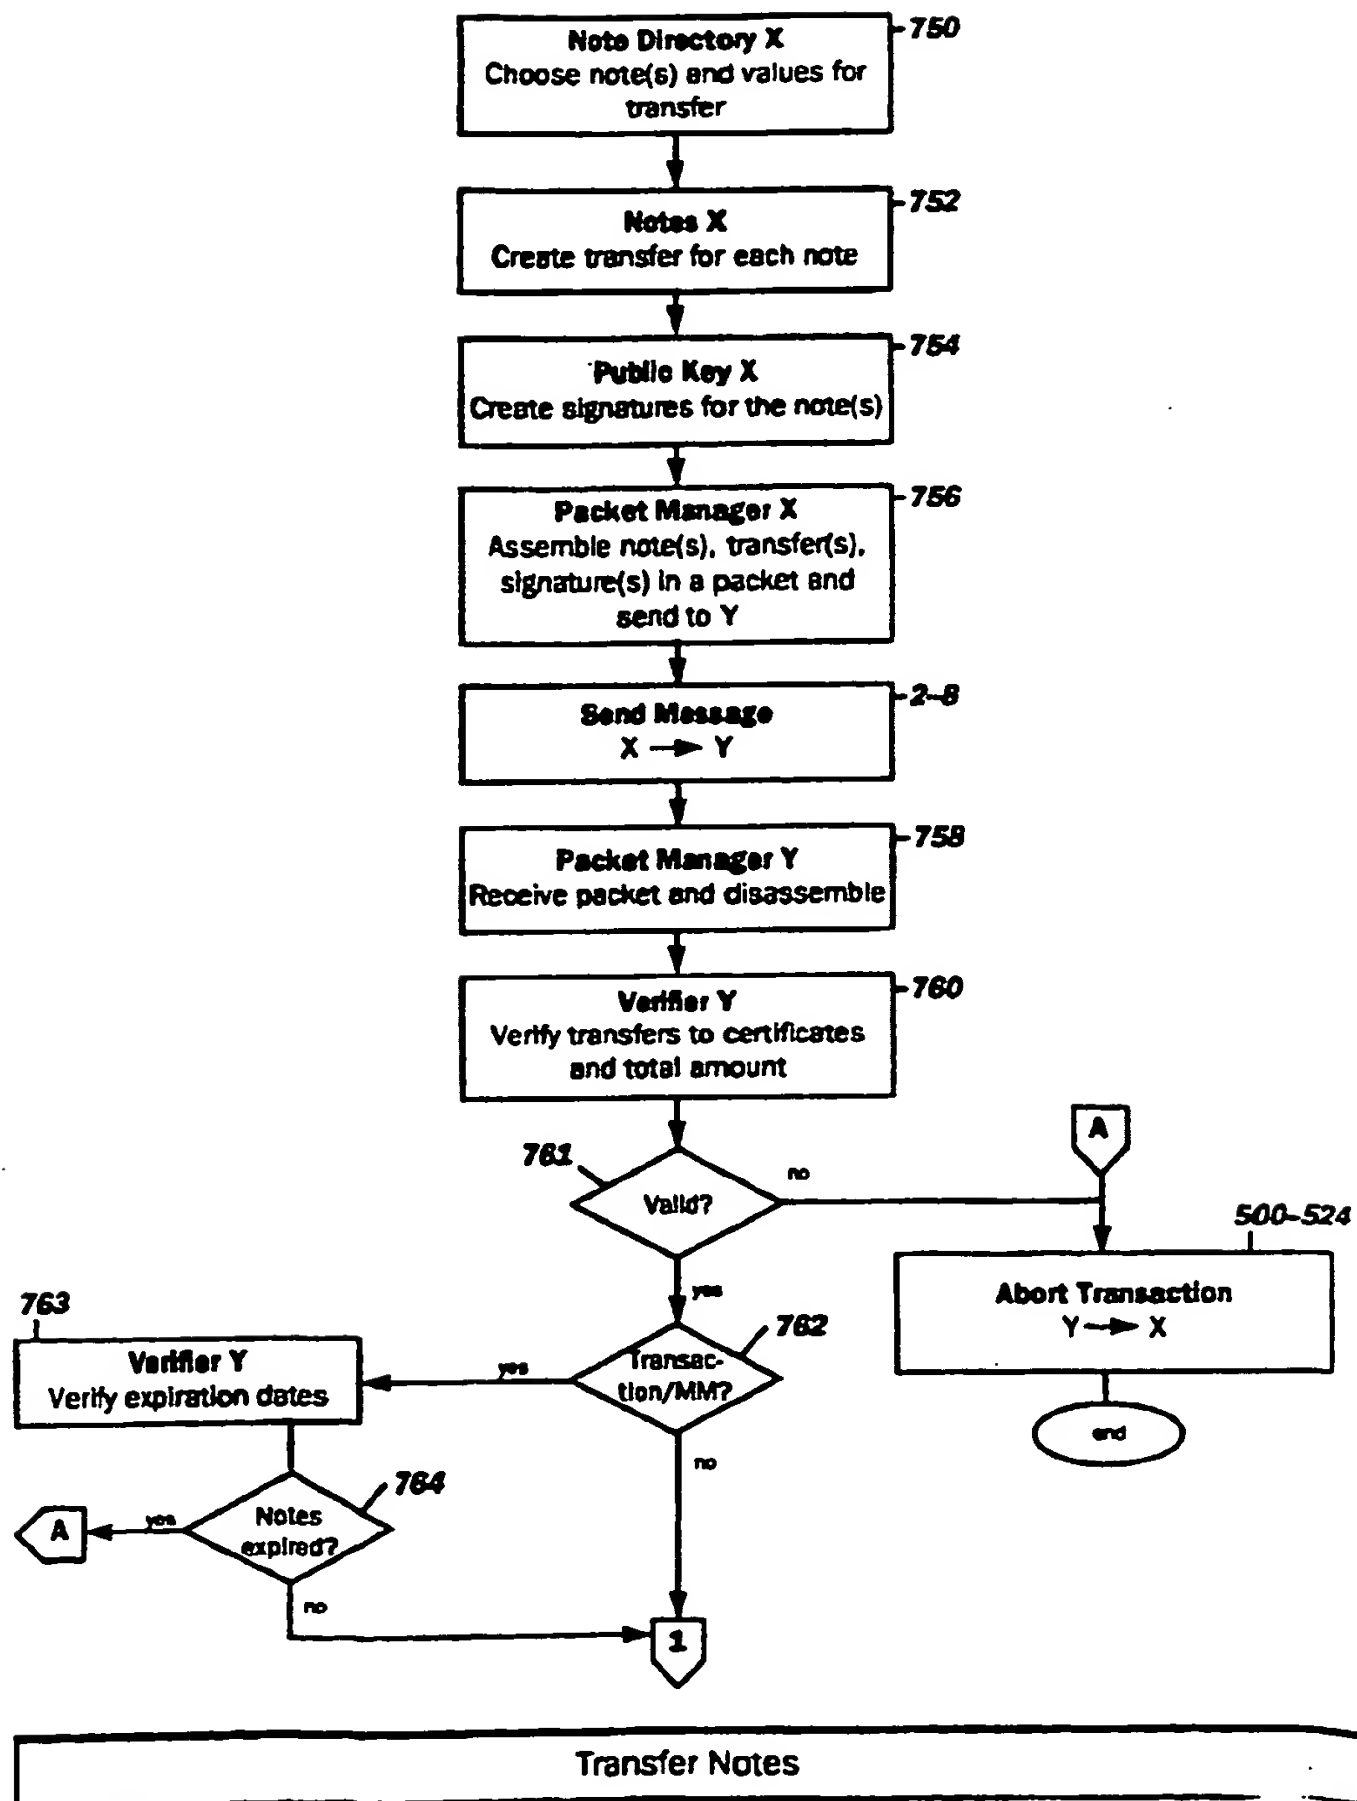 750
Note Directory X
Choose note(s) and values for
transfer
752
Notes X
Create transfer for each note
754
Public Key X
Create signatures for the note(s)
756
Packet Manager X
Assemble note(s), transfer(s),
signature(s) in a packet and
send to Y
2-8
Send Message
X → Y
758
Packet Manager Y
Receive packet and disassemble
760
Verifier Y
Verify transfers to certificates
and total amount
A
761
Valid?
no
500-524
Abort Transaction
Y → X
end
yes
762
Transac-
tion/MM?
yes
763
Verifier Y
Verify expiration dates
no
764
Notes
expired?
yes
A
no
1
Transfer Notes